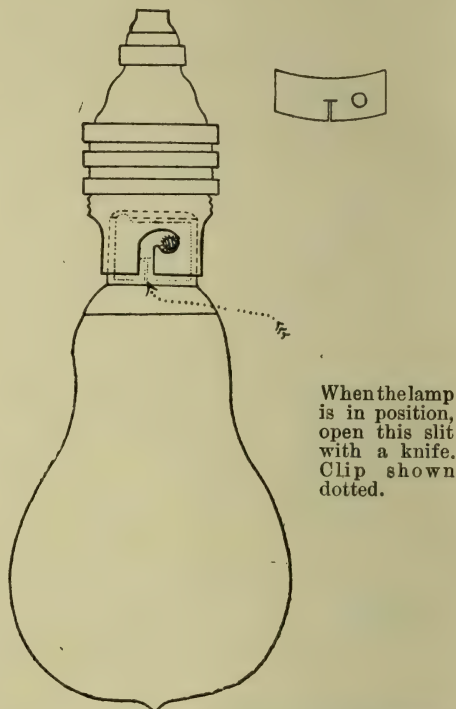 When the lamp
is in position,
open this slit
with a knife.
Clip shown
dotted.